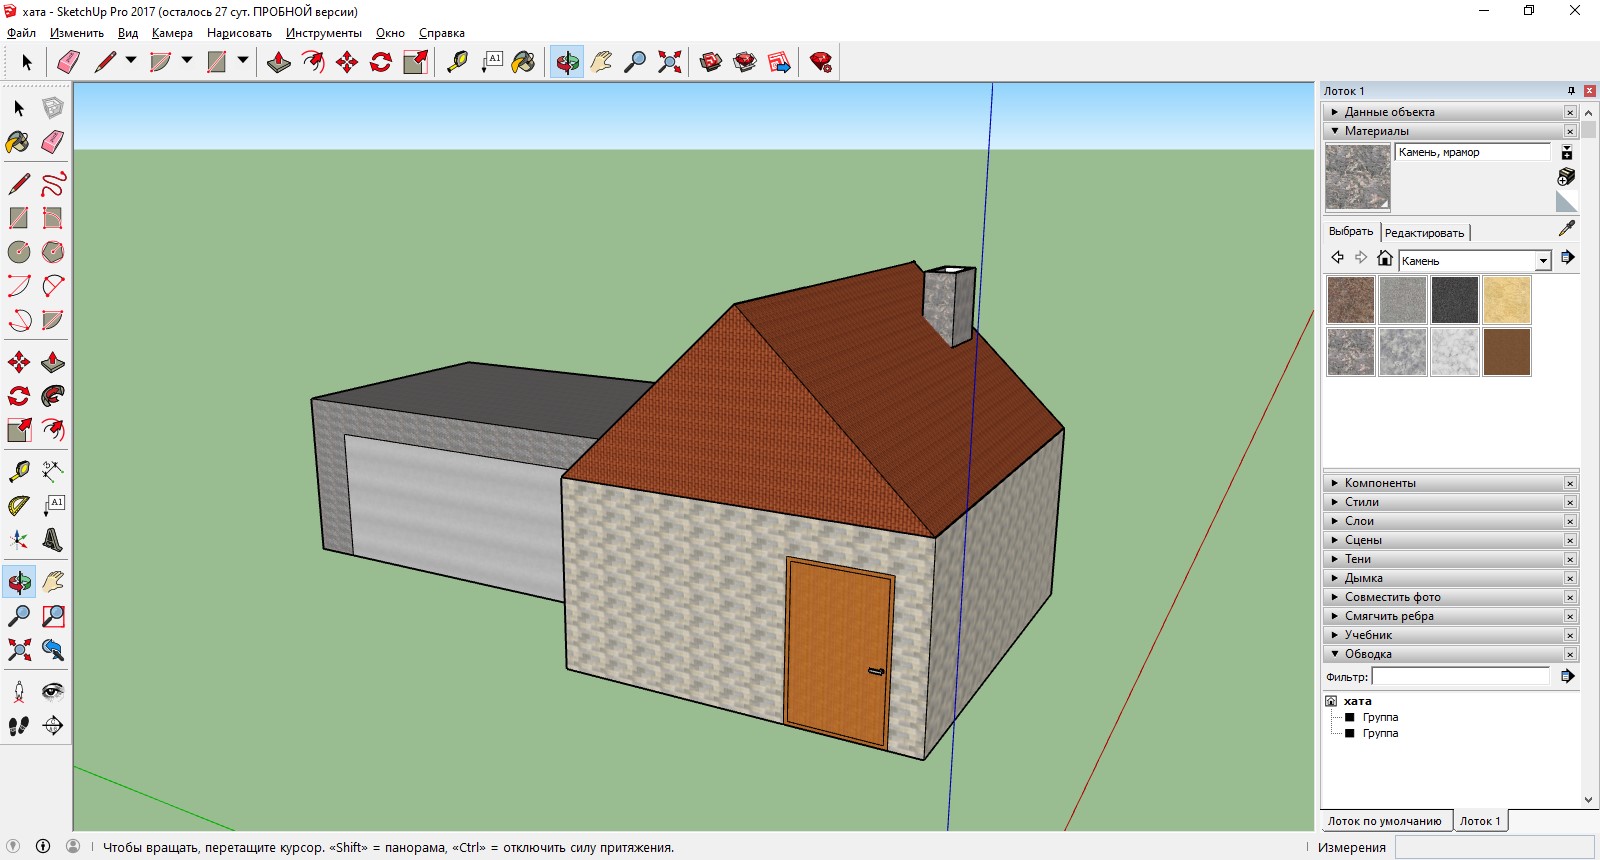 хата - SketchUp Pro 2017 (осталось 27 сут. ПРОБНОЙ версии)
Файл Изменить Вид Камера Нарисовать Инструменты Окно Справка
A1
A1
Лоток 1
Данные объекта
Материалы
Камень, мрамор
Выбрать Редактировать
Камень
Компоненты
Стили
Слои
Сцены
Тени
Дымка
Совместить фото
Смягчить ребра
Учебник
Обводка
Фильтр:
хата
Группа
Группа
Лоток по умолчанию Лоток 1
Чтобы вращать, перетащите курсор. «Shift» = панорама, «Ctrl» = отключить силу притяжения.
Измерения